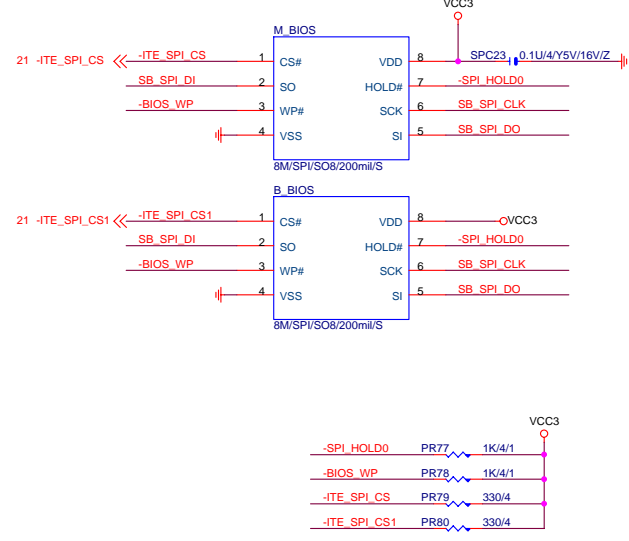 VCC3
M_BIOS
21 -ITE_SPI_CS -ITE_SPI_CS 1 CS# VDD 8 SPC23 0.1U/4/Y5V/16V/Z
SB_SPI_DI 2 SO HOLD# 7 -SPI_HOLD0
-BIOS_WP 3 WP# SCK 6 SB_SPI_CLK
4 VSS SI 5 SB_SPI_DO
8M/SPI/SO8/200mil/S
B_BIOS
21 -ITE_SPI_CS1 -ITE_SPI_CS1 1 CS# VDD 8 VCC3
SB_SPI_DI 2 SO HOLD# 7 -SPI_HOLD0
-BIOS_WP 3 WP# SCK 6 SB_SPI_CLK
4 VSS SI 5 SB_SPI_DO
8M/SPI/SO8/200mil/S
VCC3
-SPI_HOLD0 PR77 1K/4/1
-BIOS_WP PR78 1K/4/1
-ITE_SPI_CS PR79 330/4
-ITE_SPI_CS1 PR80 330/4